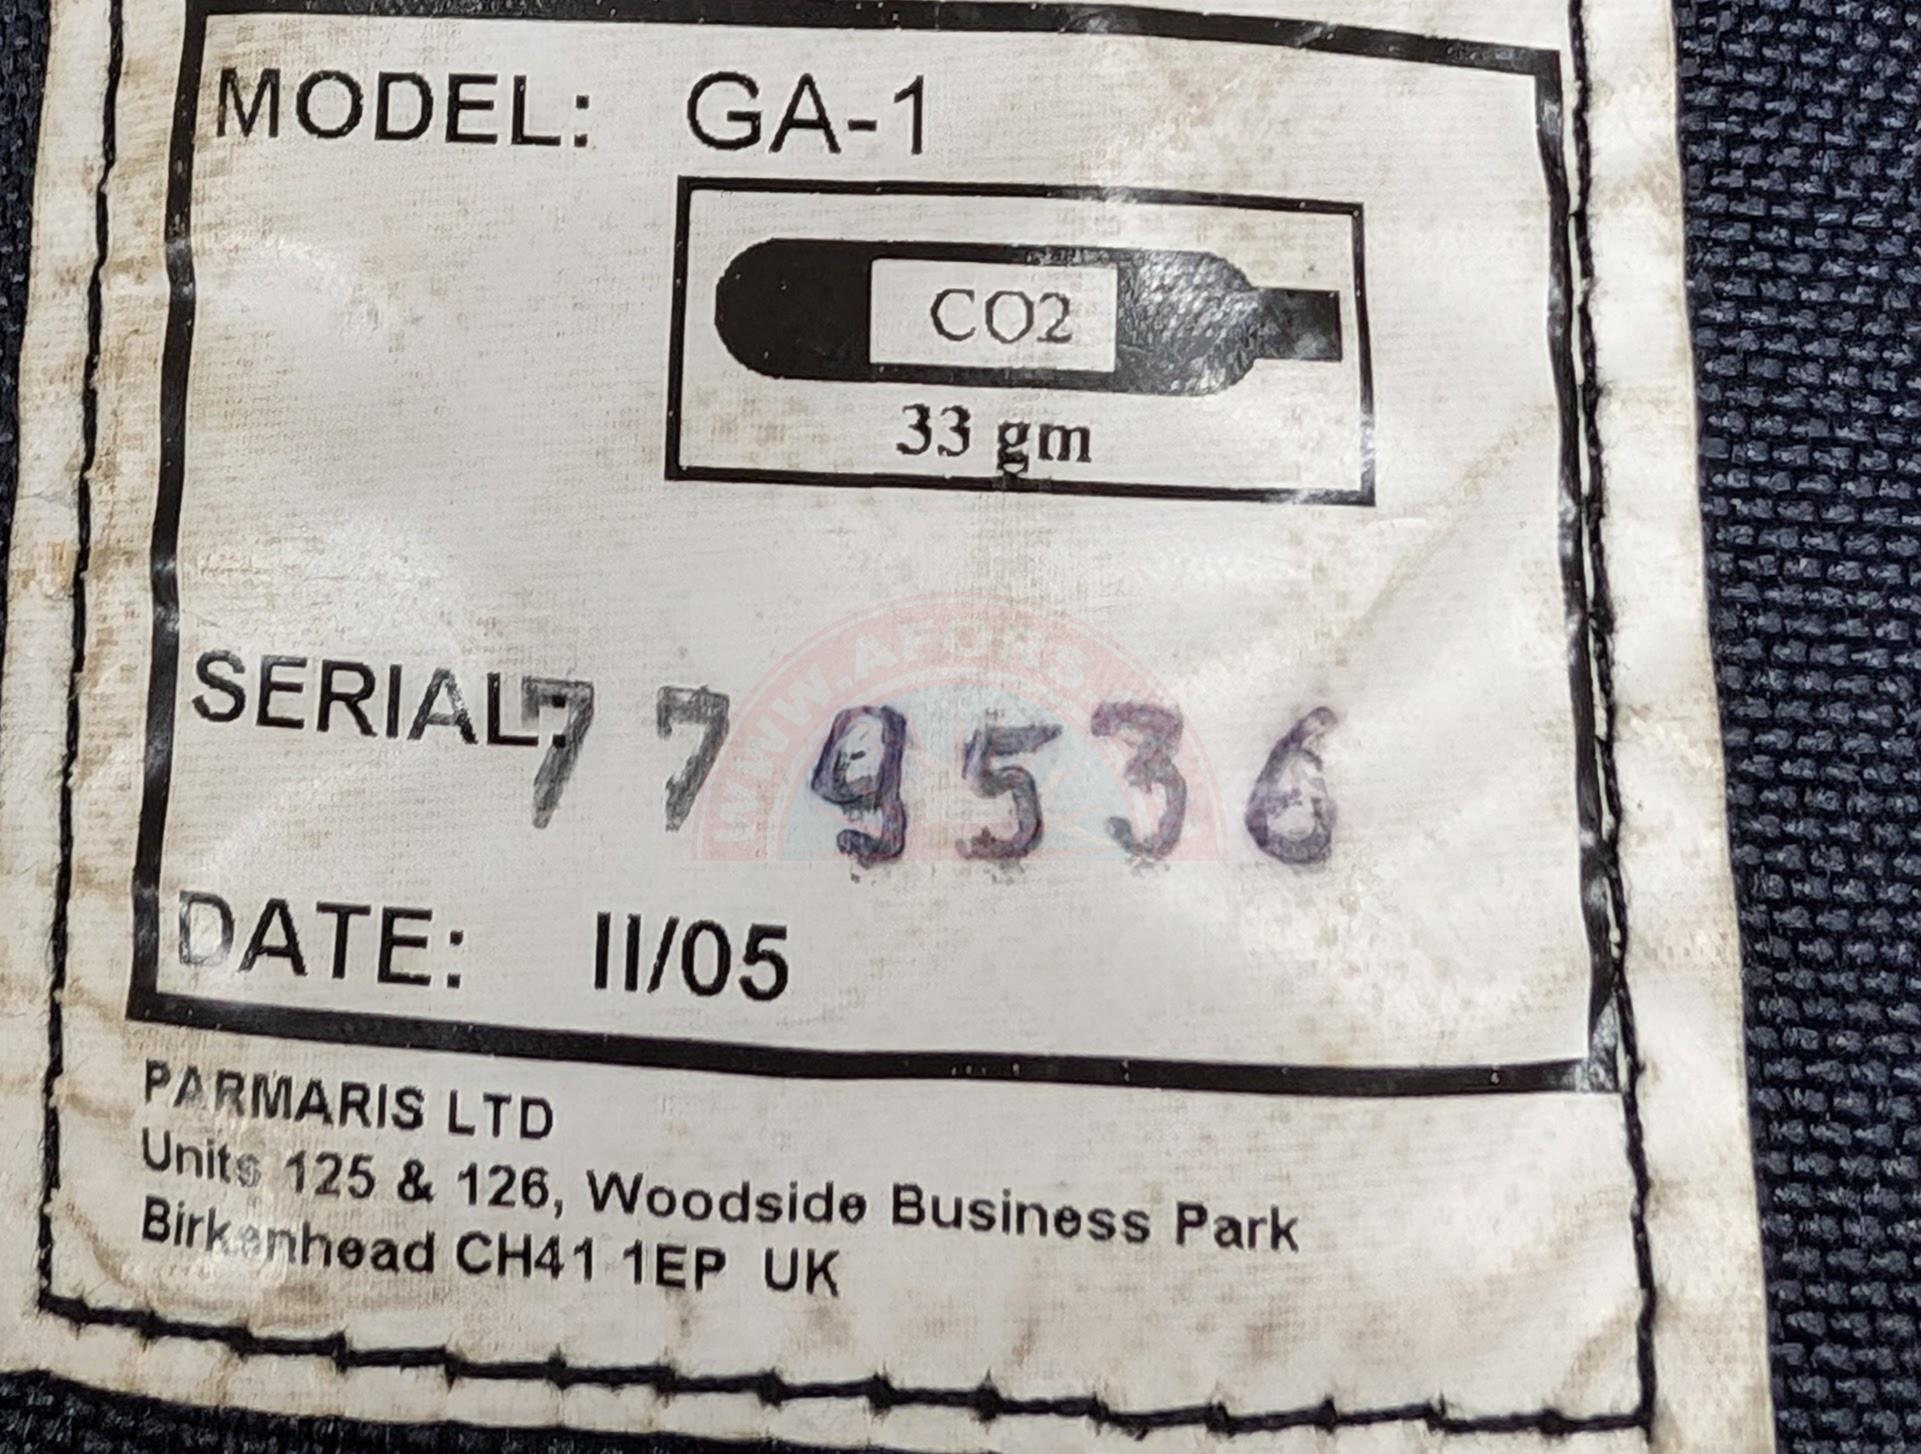 MODEL: GA-1
CO2
33 gm
SERIAL: 779536
DATE: II/05
PARMARIS LTD
Units 125 & 126, Woodside Business Park
Birkenhead CH41 1EP UK